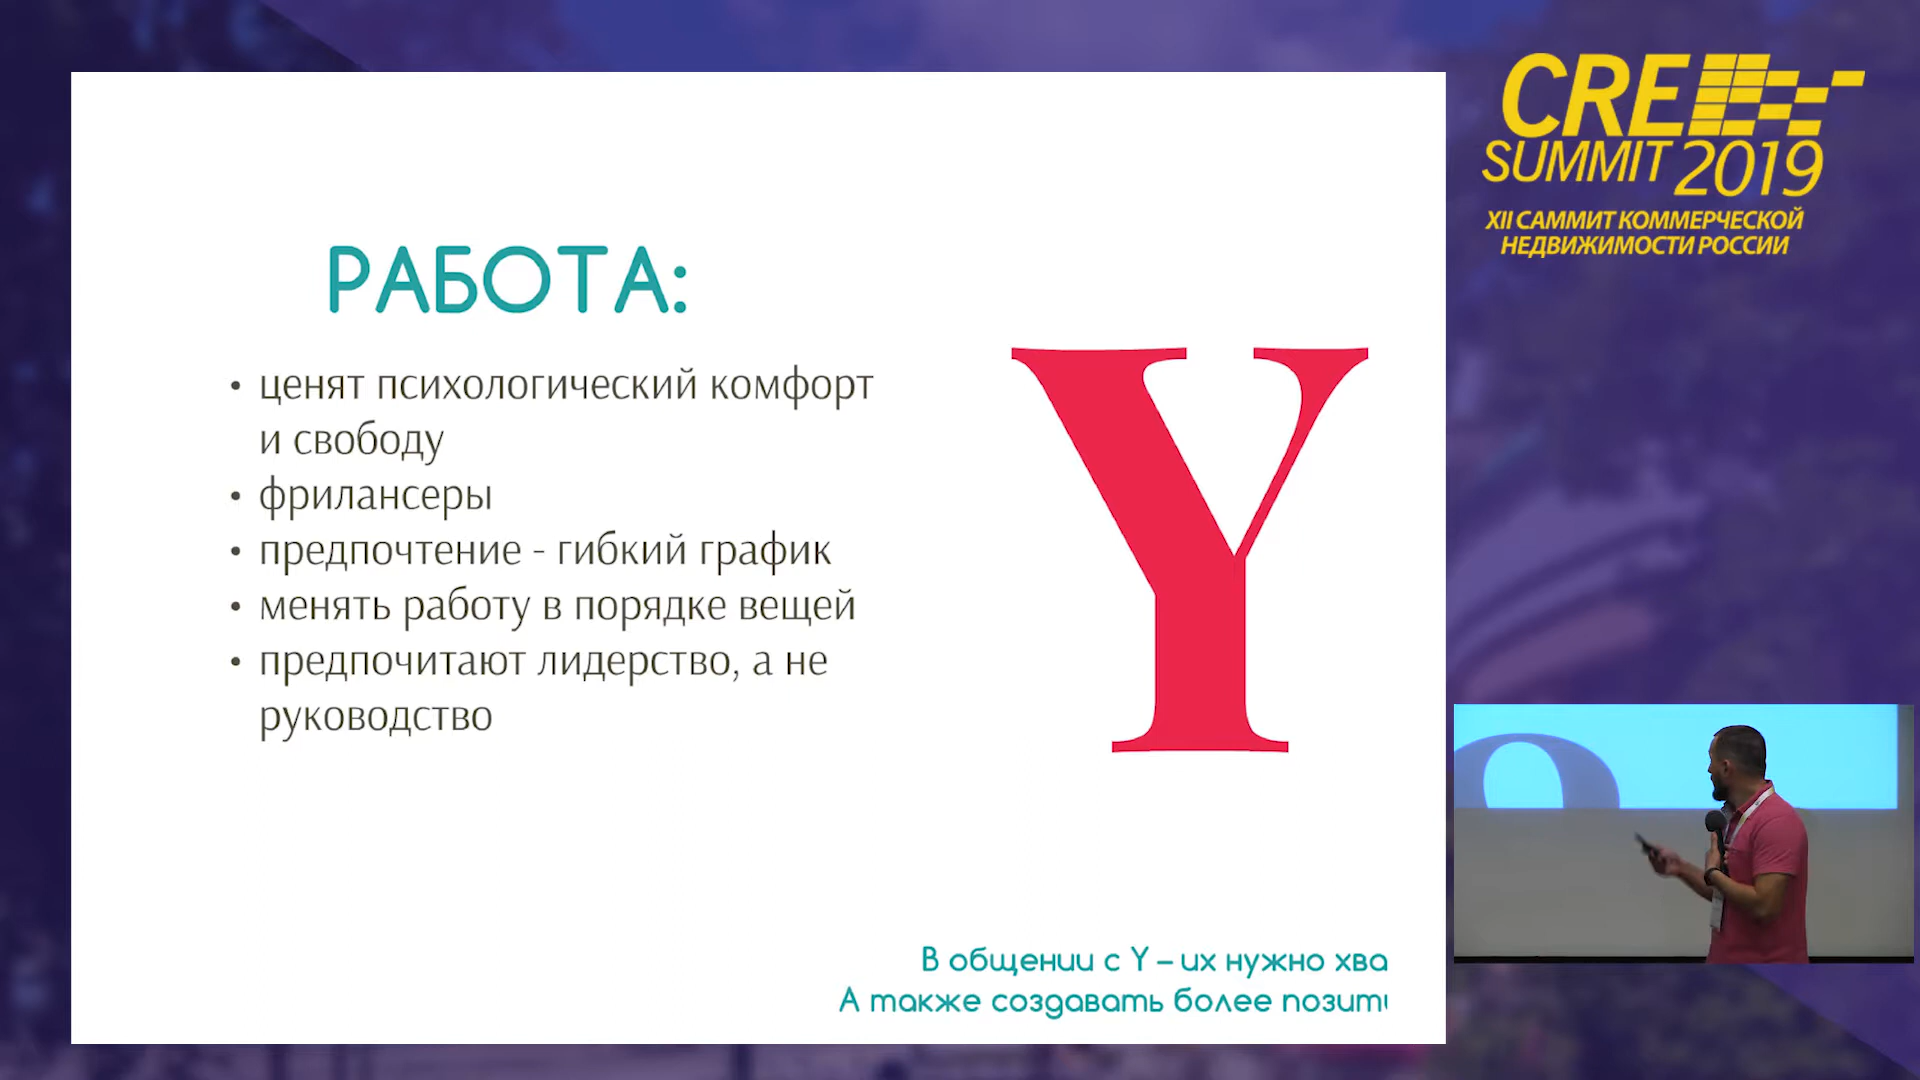 РАБОТА:
• ценят психологический комфорт
и свободу
• фрилансеры
• предпочтение - гибкий график
• менять работу в порядке вещей
• предпочитают лидерство, а не
руководство
Y
В общении с Y – их нужно хва
А также создавать более
CRE
SUMMIT 2019
XII САММИТ КОММЕРЧЕСКОЙ
НЕДВИЖИМОСТИ РОССИИ